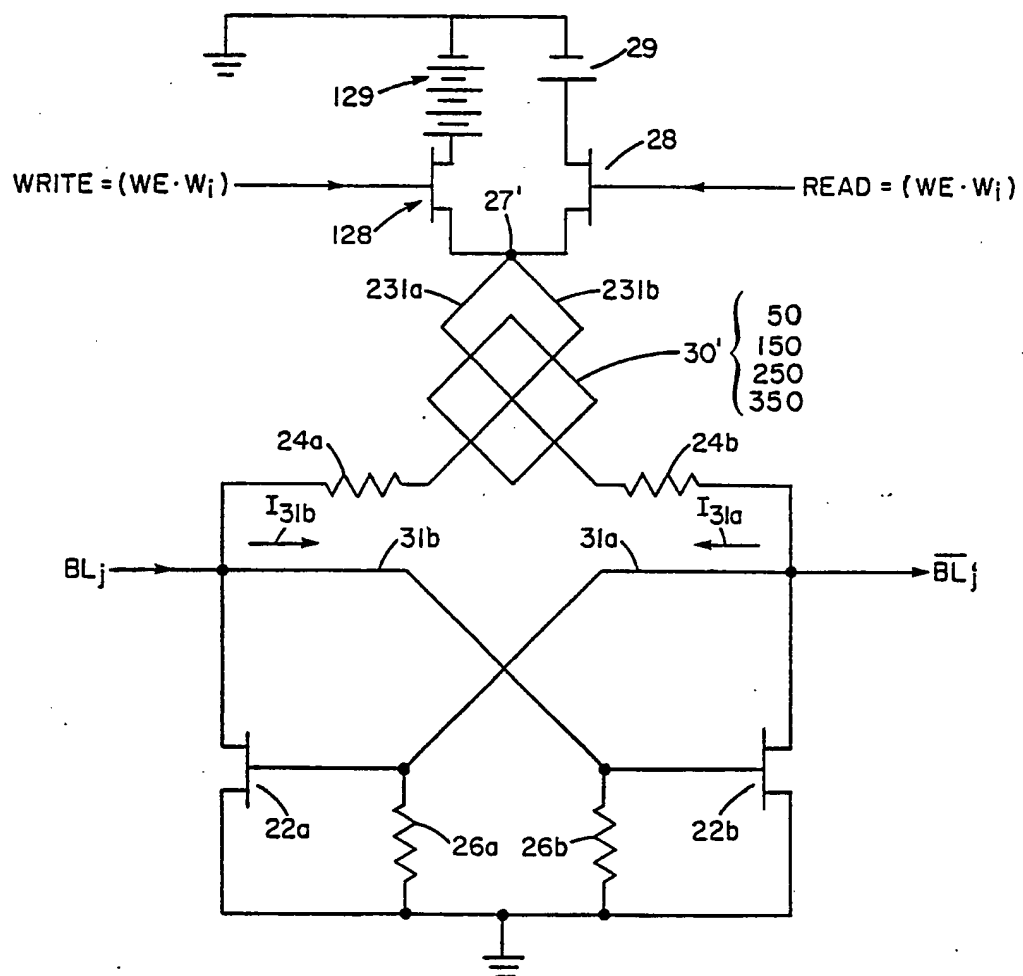 29
129
28
WRITE = (WE·Wi)
READ = (WE·Wi)
128
27'
231a
231b
30' { 50
150
250
350
24a
24b
I31b
I31a
31b
31a
BLj
B̅L̅j'
22a
26a
26b
22b